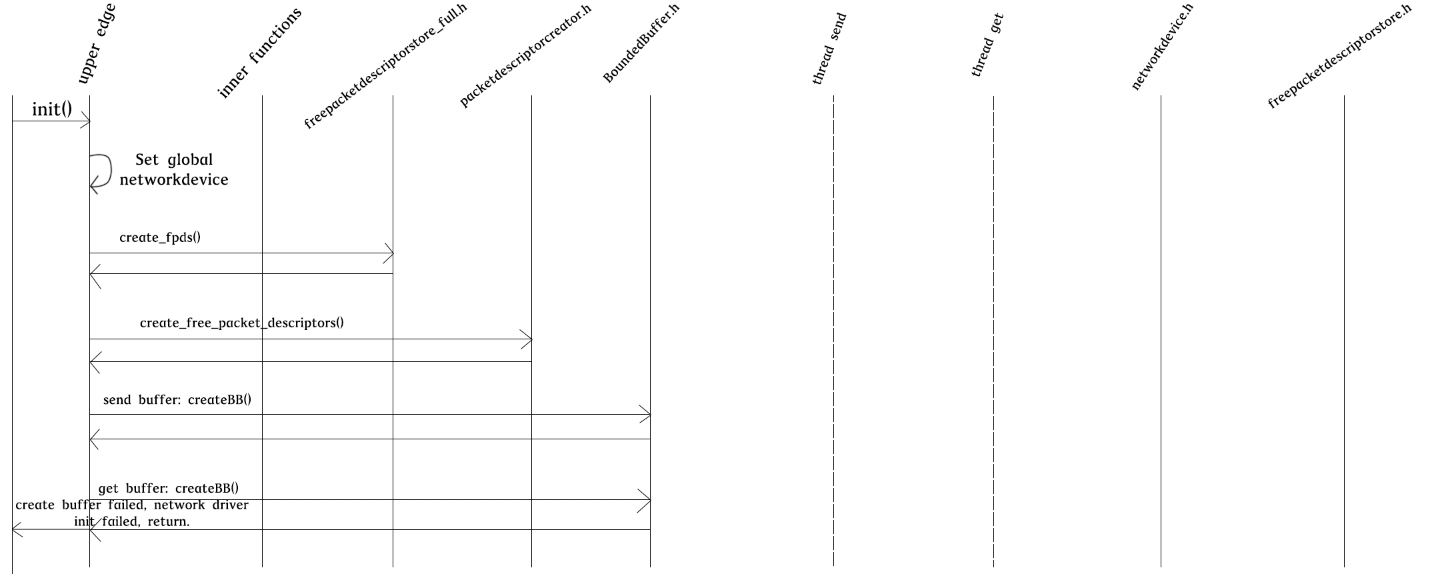 upper edge
inner functions
freepacketdescriptorstore_full.h
packetdescriptorcreator.h
BoundedBuffer.h
thread send
thread get
networkdevice.h
freepacketdescriptorstore.h
init()
Set global
networkdevice
create_fpds()
create_free_packet_descriptors()
send buffer: createBB()
get buffer: createBB()
create buffer failed, network driver
init failed, return.